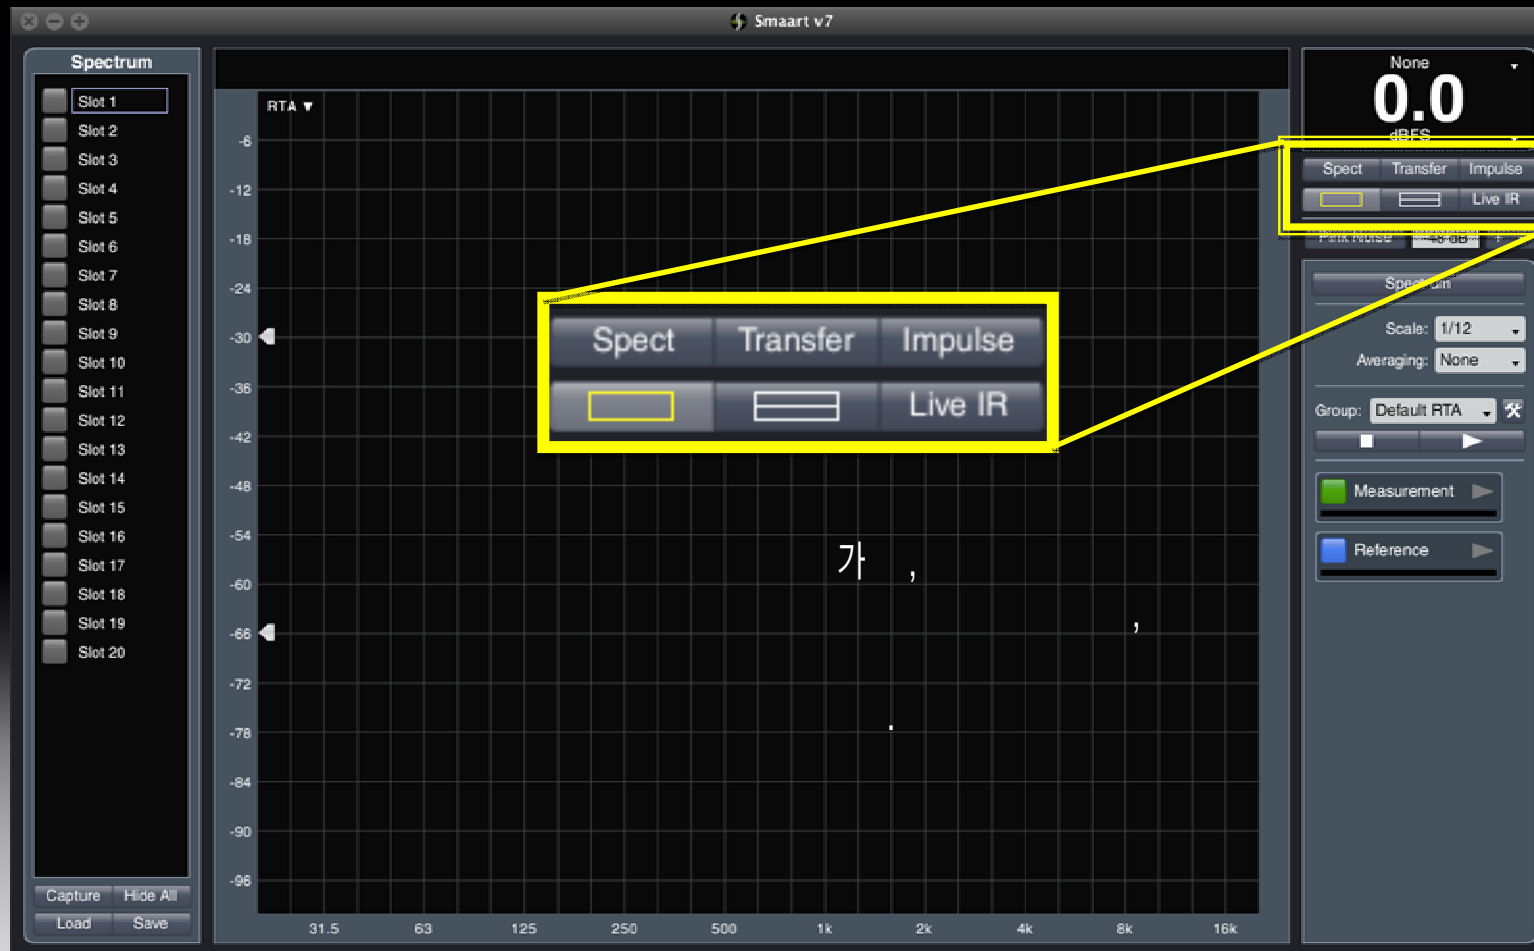 Smaart v7
Spectrum
Slot 1
Slot 2
Slot 3
Slot 4
Slot 5
Slot 6
Slot 7
Slot 8
Slot 9
Slot 10
Slot 11
Slot 12
Slot 13
Slot 14
Slot 15
Slot 16
Slot 17
Slot 18
Slot 19
Slot 20
Capture Hide All
Load Save
RTA ▼
-6
-12
-18
-24
-30
-36
-42
-48
-54
-60
-66
-72
-78
-84
-90
-96
31.5 63 125 250 500 1k 2k 4k 8k 16k
Spect Transfer Impulse
Live IR
가 ,
,
.
None
0.0
dBFS
Spect Transfer Impulse
Live IR
Pink Noise -48 dB +
Spectrum
Scale: 1/12
Averaging: None
Group: Default RTA
Measurement
Reference